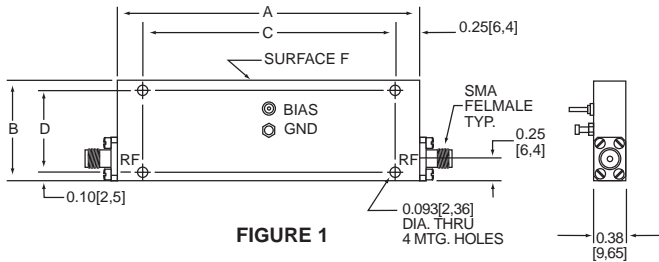 A
C
0.25[6,4]
SURFACE F
B
D
BIAS
GND
SMA
FELMALE
TYP.
0.25
[6,4]
RF
RF
0.10[2,5]
0.093[2,36]
DIA. THRU
4 MTG. HOLES
0.38
[9,65]
FIGURE 1